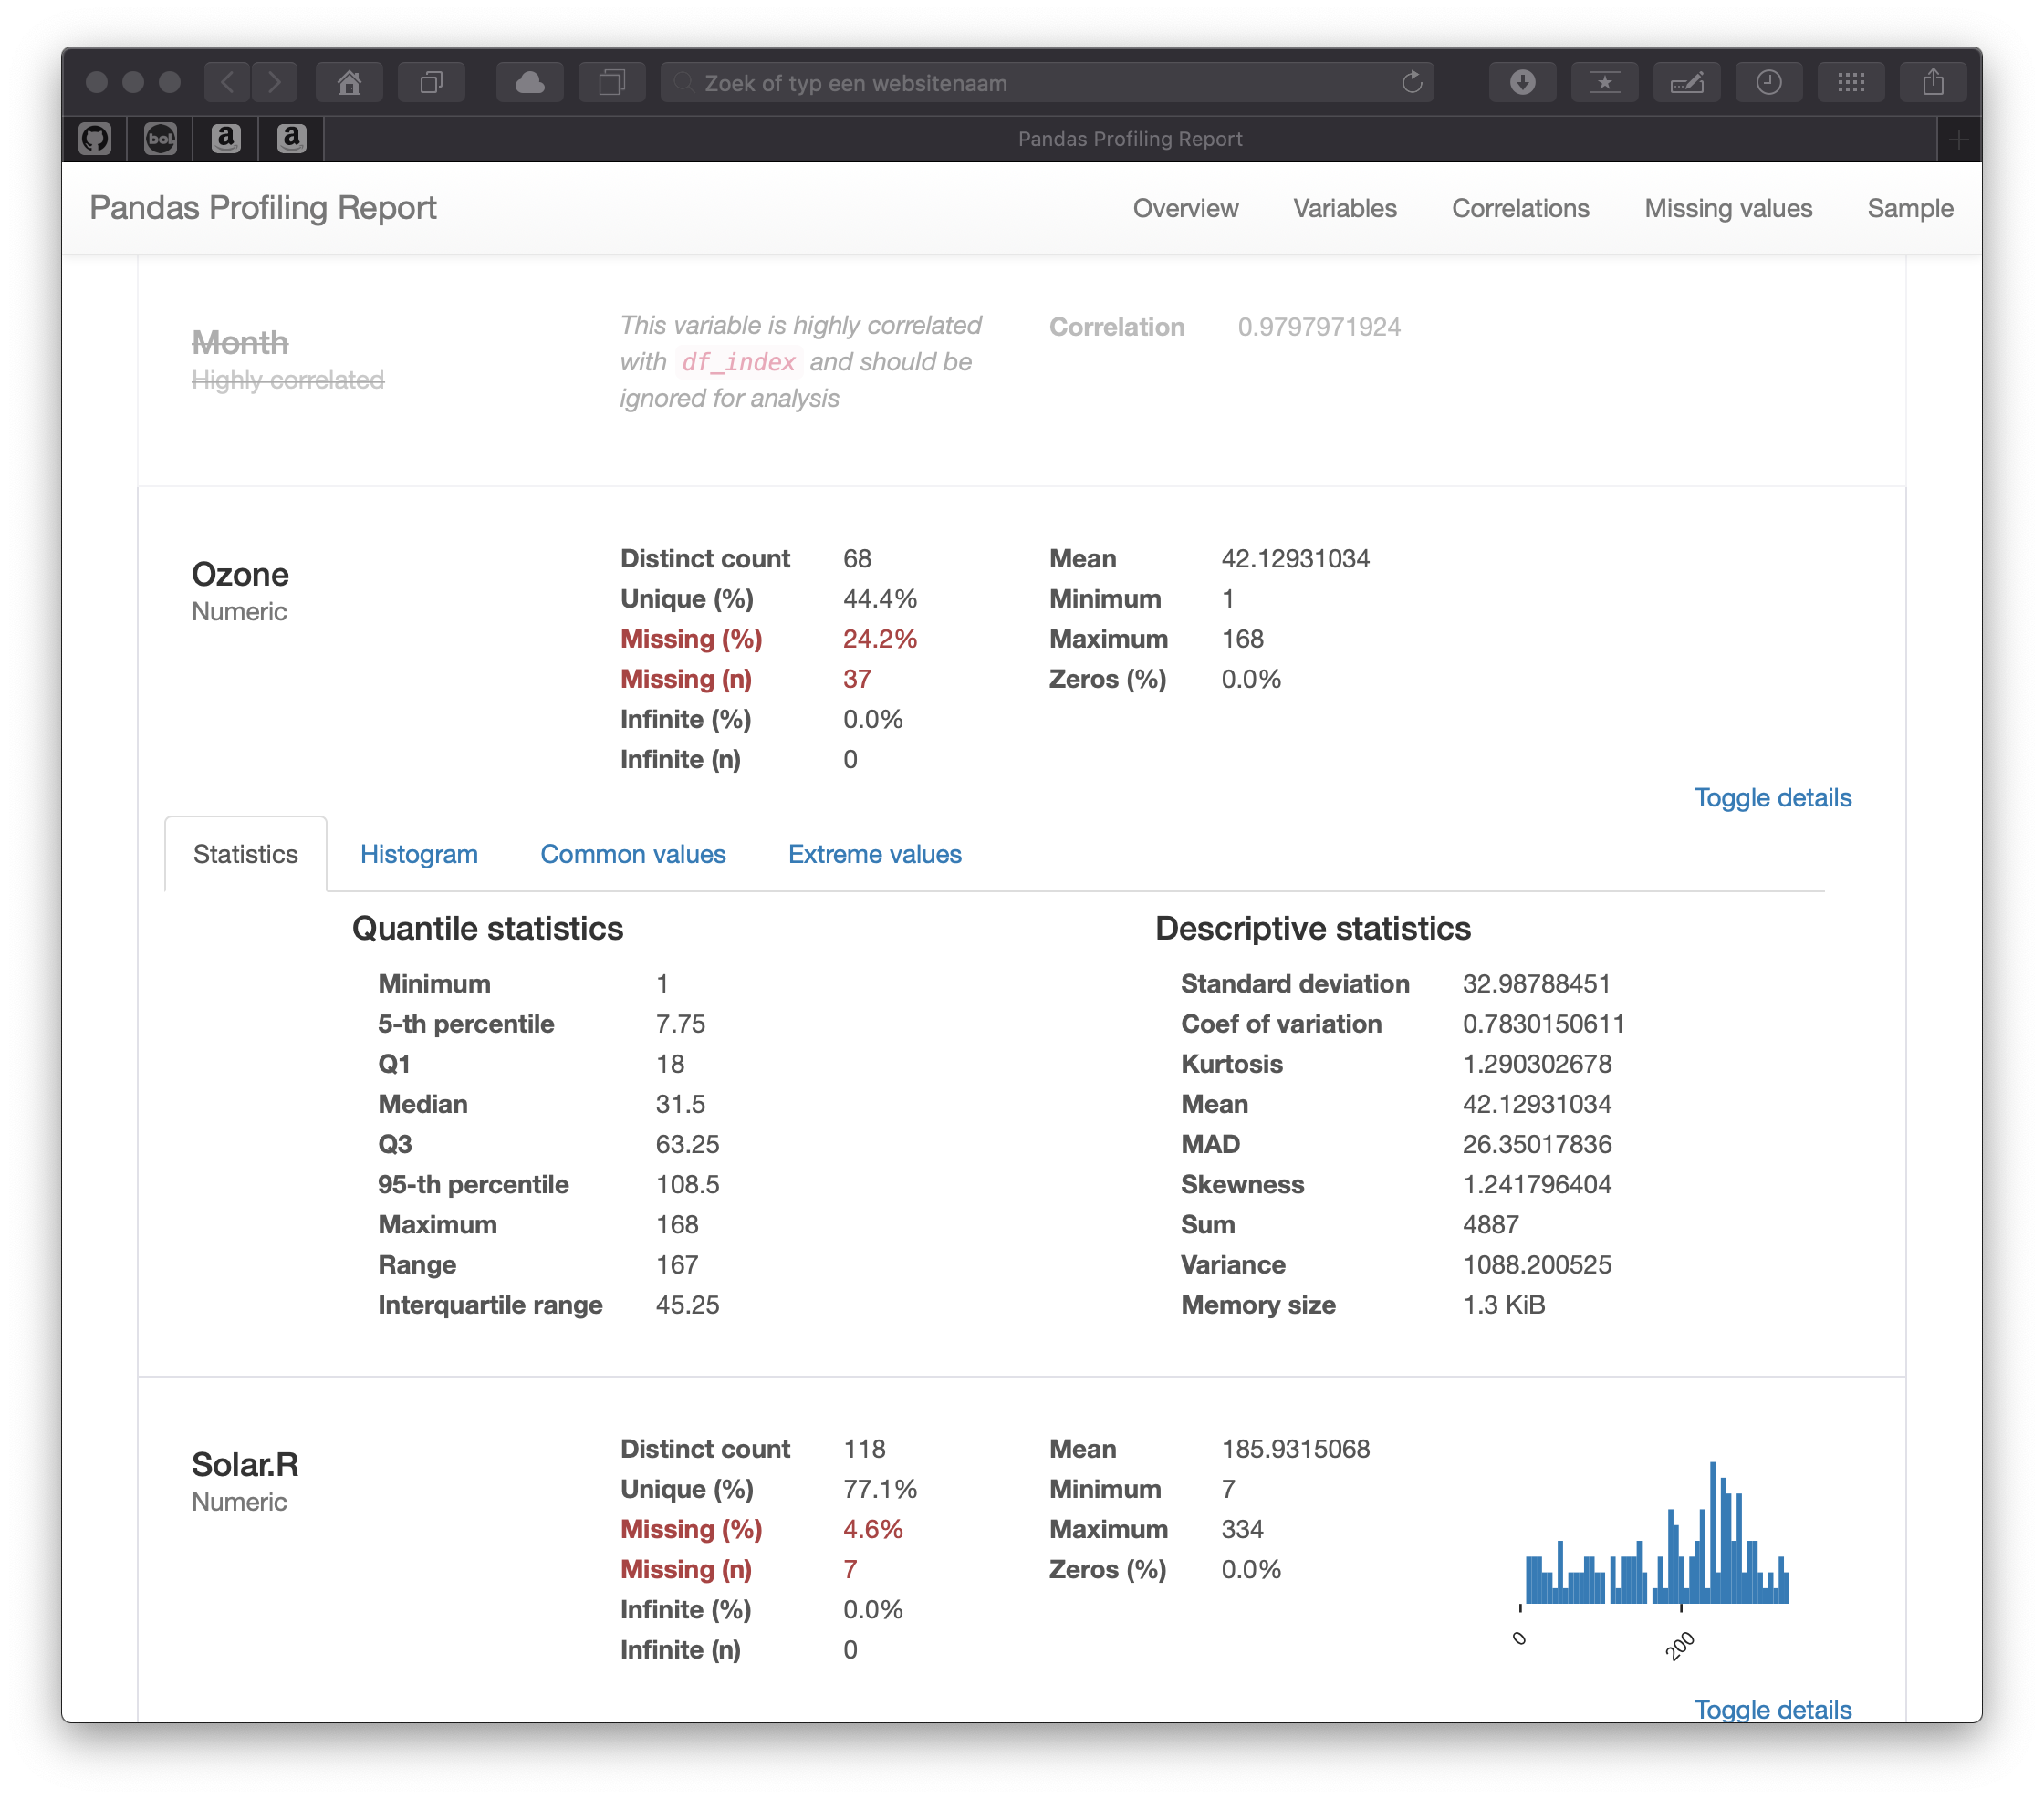 Zoek of typ een websitenaam
bol.
a
a
Pandas Profiling Report
Pandas Profiling Report
Overview
Variables
Correlations
Missing values
Sample
Month
Highly correlated
This variable is highly correlated
with df_index and should be
ignored for analysis
Correlation 0.9797971924
Ozone
Numeric
Distinct count 68
Unique (%) 44.4%
Missing (%) 24.2%
Missing (n) 37
Infinite (%) 0.0%
Infinite (n) 0
Mean 42.12931034
Minimum 1
Maximum 168
Zeros (%) 0.0%
Toggle details
Statistics
Histogram
Common values
Extreme values
Quantile statistics
Minimum 1
5-th percentile 7.75
Q1 18
Median 31.5
Q3 63.25
95-th percentile 108.5
Maximum 168
Range 167
Interquartile range 45.25
Descriptive statistics
Standard deviation 32.98788451
Coef of variation 0.7830150611
Kurtosis 1.290302678
Mean 42.12931034
MAD 26.35017836
Skewness 1.241796404
Sum 4887
Variance 1088.200525
Memory size 1.3 KiB
Solar.R
Numeric
Distinct count 118
Unique (%) 77.1%
Missing (%) 4.6%
Missing (n) 7
Infinite (%) 0.0%
Infinite (n) 0
Mean 185.9315068
Minimum 7
Maximum 334
Zeros (%) 0.0%
0
200
Toggle details